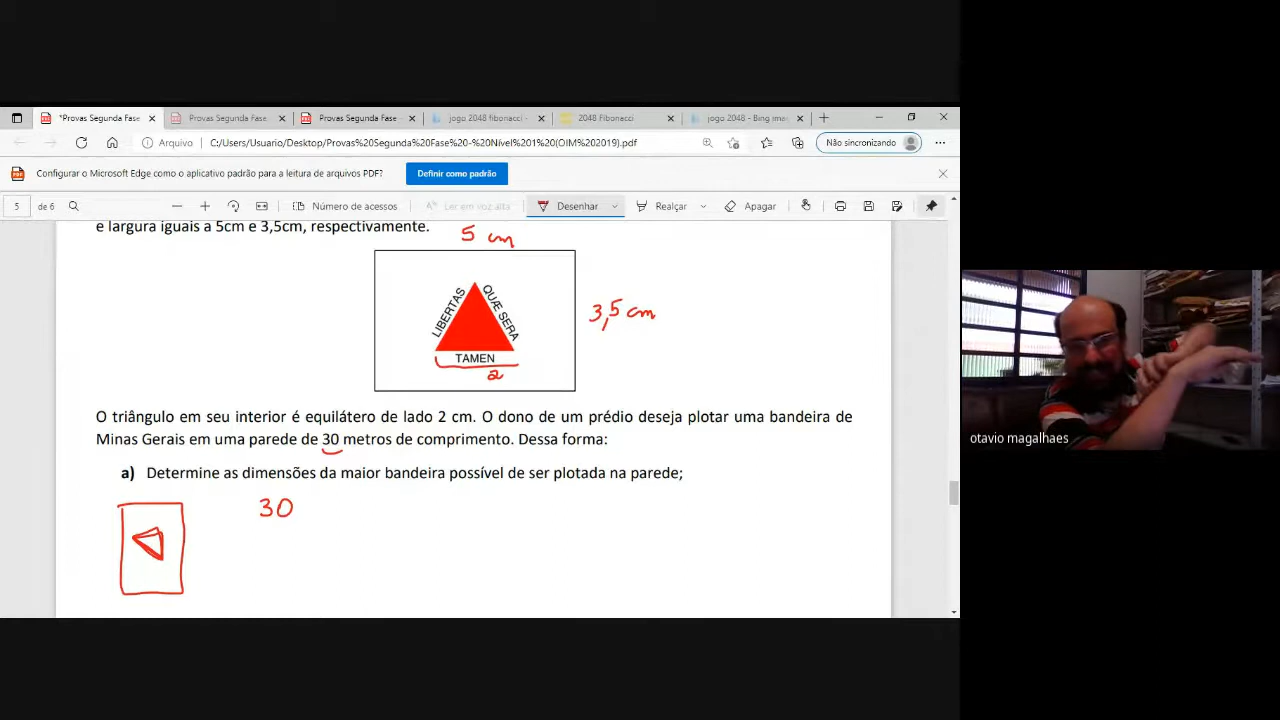 *Provas Segunda Fase
Provas Segunda Fase
Provas Segunda Fase -
jogo 2048 fibonacci -
2048 Fibonacci
jogo 2048 - Bing ima
Arquivo
C:/Users/Usuario/Desktop/Provas%20Segunda%20Fase%20-%20Nível%201%20(OIM%202019).pdf
Não sincronizando
Configurar o Microsoft Edge como o aplicativo padrão para a leitura de arquivos PDF?
Definir como padrão
5 de 6
Número de acessos
Ler em voz alta
Desenhar
Realçar
Apagar
e largura iguais a 5cm e 3,5cm, respectivamente.
5 cm
LIBERTAS
QUÆ SERA
TAMEN
2
3,5 cm
O triângulo em seu interior é equilátero de lado 2 cm. O dono de um prédio deseja plotar uma bandeira de
Minas Gerais em uma parede de 30 metros de comprimento. Dessa forma:
a) Determine as dimensões da maior bandeira possível de ser plotada na parede;
30
otavio magalhaes